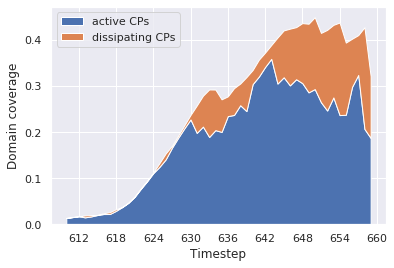 active CPs
dissipating CPs
Domain coverage
0.4
0.3
0.2
0.1
0.0
612 618 624 630 636 642 648 654 660
Timestep